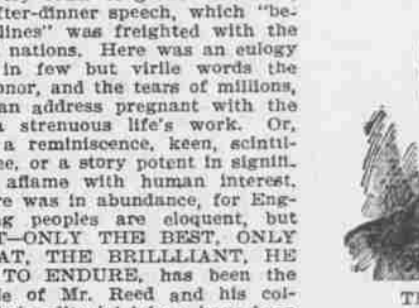 fter-dinner speech, which "be-
lines" was freighted with the
nations. Here was an eulogy
in few but virile words the
onor, and the tears of millions,
an address pregnant with the
strenuous life's work. Or,
a reminiscence, keen, scintil-
ee, or a story potent in signifi-
aflame with human interest.
re was in abundance, for Eng-
g peoples are eloquent, but
T—ONLY THE BEST, ONLY
AT, THE BRILLLIANT, HE
TO ENDURE, has been the
le of Mr. Reed and his col-
T